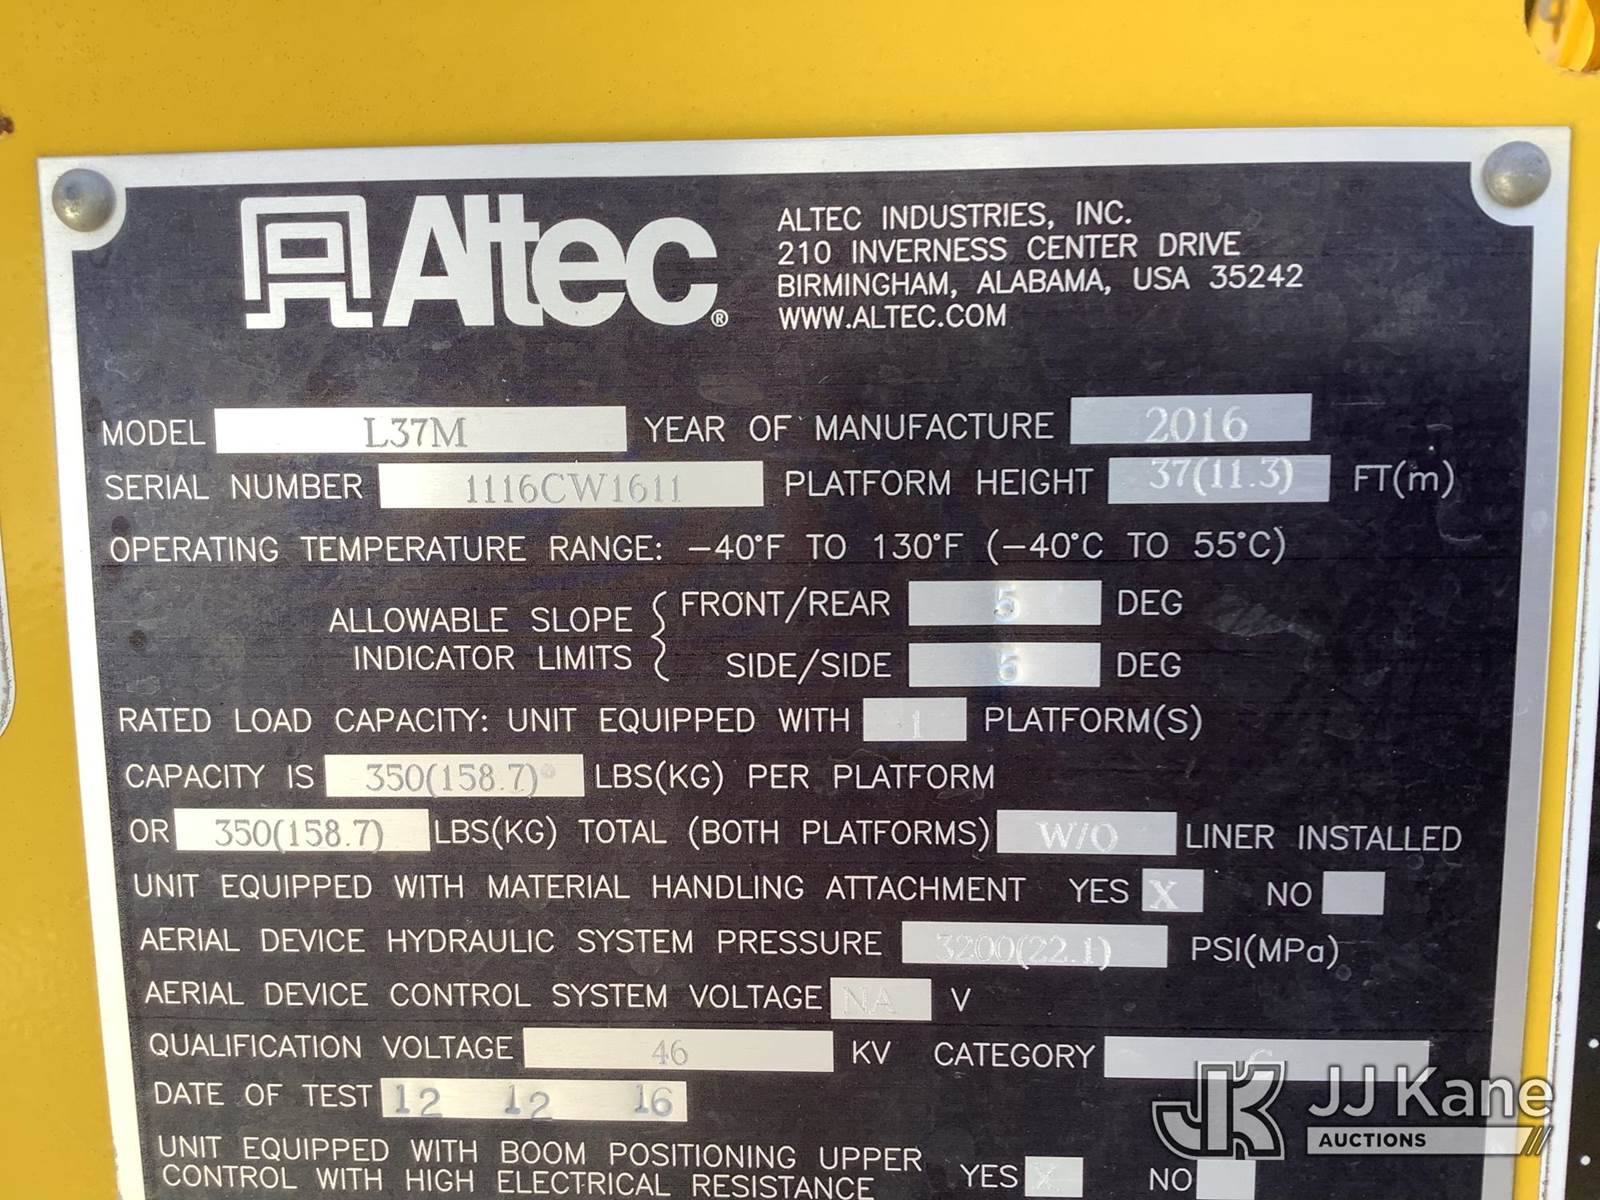 Altec®
ALTEC INDUSTRIES, INC.
210 INVERNESS CENTER DRIVE
BIRMINGHAM, ALABAMA, USA 35242
WWW.ALTEC.COM
MODEL L37M YEAR OF MANUFACTURE 2016
SERIAL NUMBER 1116CW1611 PLATFORM HEIGHT 37(11.3) FT(m)
OPERATING TEMPERATURE RANGE: -40°F TO 130°F (-40°C TO 55°C)
ALLOWABLE SLOPE INDICATOR LIMITS
FRONT/REAR 5 DEG
SIDE/SIDE 5 DEG
RATED LOAD CAPACITY: UNIT EQUIPPED WITH 1 PLATFORM(S)
CAPACITY IS 350(158.7) LBS(KG) PER PLATFORM
OR 350(158.7) LBS(KG) TOTAL (BOTH PLATFORMS) W/O LINER INSTALLED
UNIT EQUIPPED WITH MATERIAL HANDLING ATTACHMENT YES X NO
AERIAL DEVICE HYDRAULIC SYSTEM PRESSURE 3200(22.1) PSI(MPa)
AERIAL DEVICE CONTROL SYSTEM VOLTAGE NA V
QUALIFICATION VOLTAGE 46 KV CATEGORY C
DATE OF TEST 12 12 16
UNIT EQUIPPED WITH BOOM POSITIONING UPPER
CONTROL WITH HIGH ELECTRICAL RESISTANCE YES X NO
JK JJ Kane
AUCTIONS